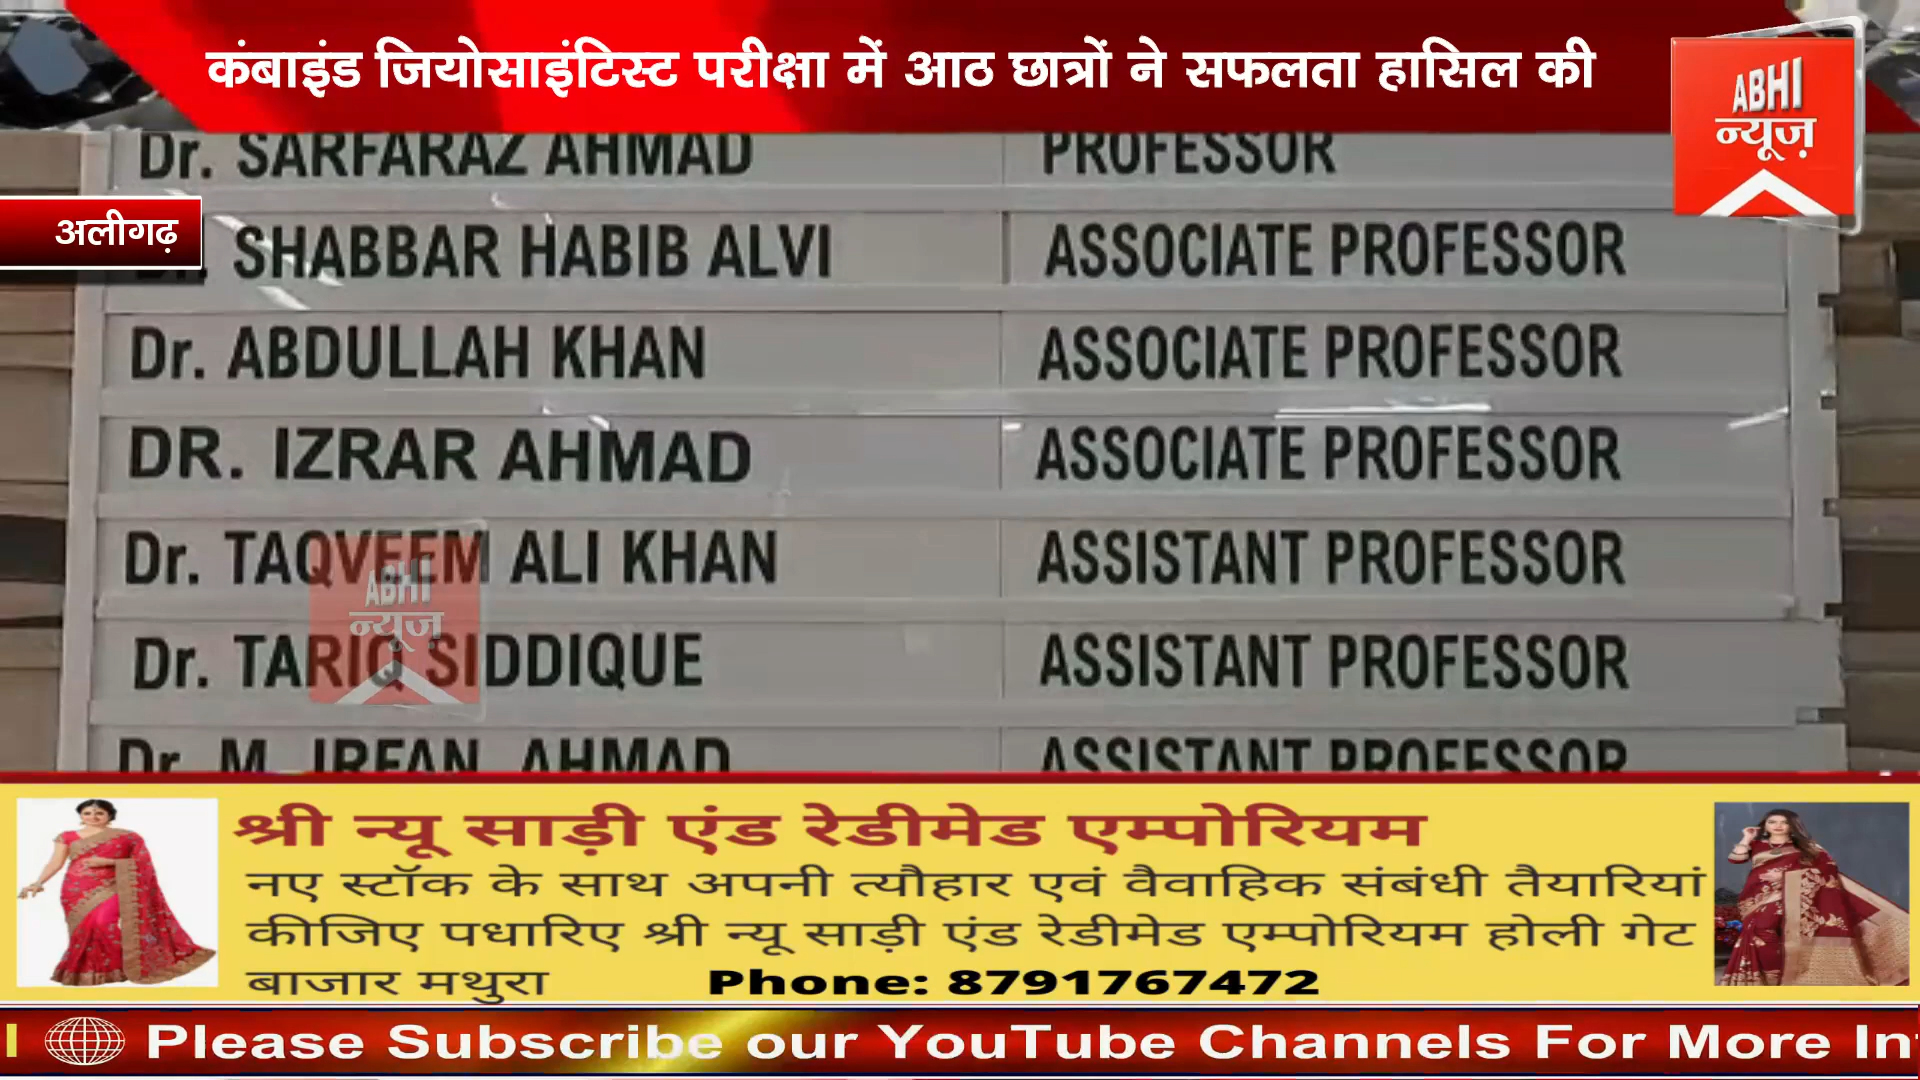 कंबाइंड जियोसाइंटिस्ट परीक्षा में आठ छात्रों ने सफलता हासिल की
ABHI
न्यूज़
Dr. SARFARAZ AHMAD PROFESSOR
अलीगढ़
Dr. SHABBAR HABIB ALVI ASSOCIATE PROFESSOR
Dr. ABDULLAH KHAN ASSOCIATE PROFESSOR
DR. IZRAR AHMAD ASSOCIATE PROFESSOR
Dr. TAQVEEM ALI KHAN ASSISTANT PROFESSOR
ABHI
न्यूज़
Dr. TARIQ SIDDIQUE ASSISTANT PROFESSOR
Dr. M. IRFAN AHMAD ASSISTANT PROFESSOR
श्री न्यू साड़ी एंड रेडीमेड एम्पोरियम
नए स्टॉक के साथ अपनी त्यौहार एवं वैवाहिक संबंधी तैयारियां
कीजिए पधारिए श्री न्यू साड़ी एंड रेडीमेड एम्पोरियम होली गेट
बाजार मथुरा Phone: 8791767472
Please Subscribe our YouTube Channels For More